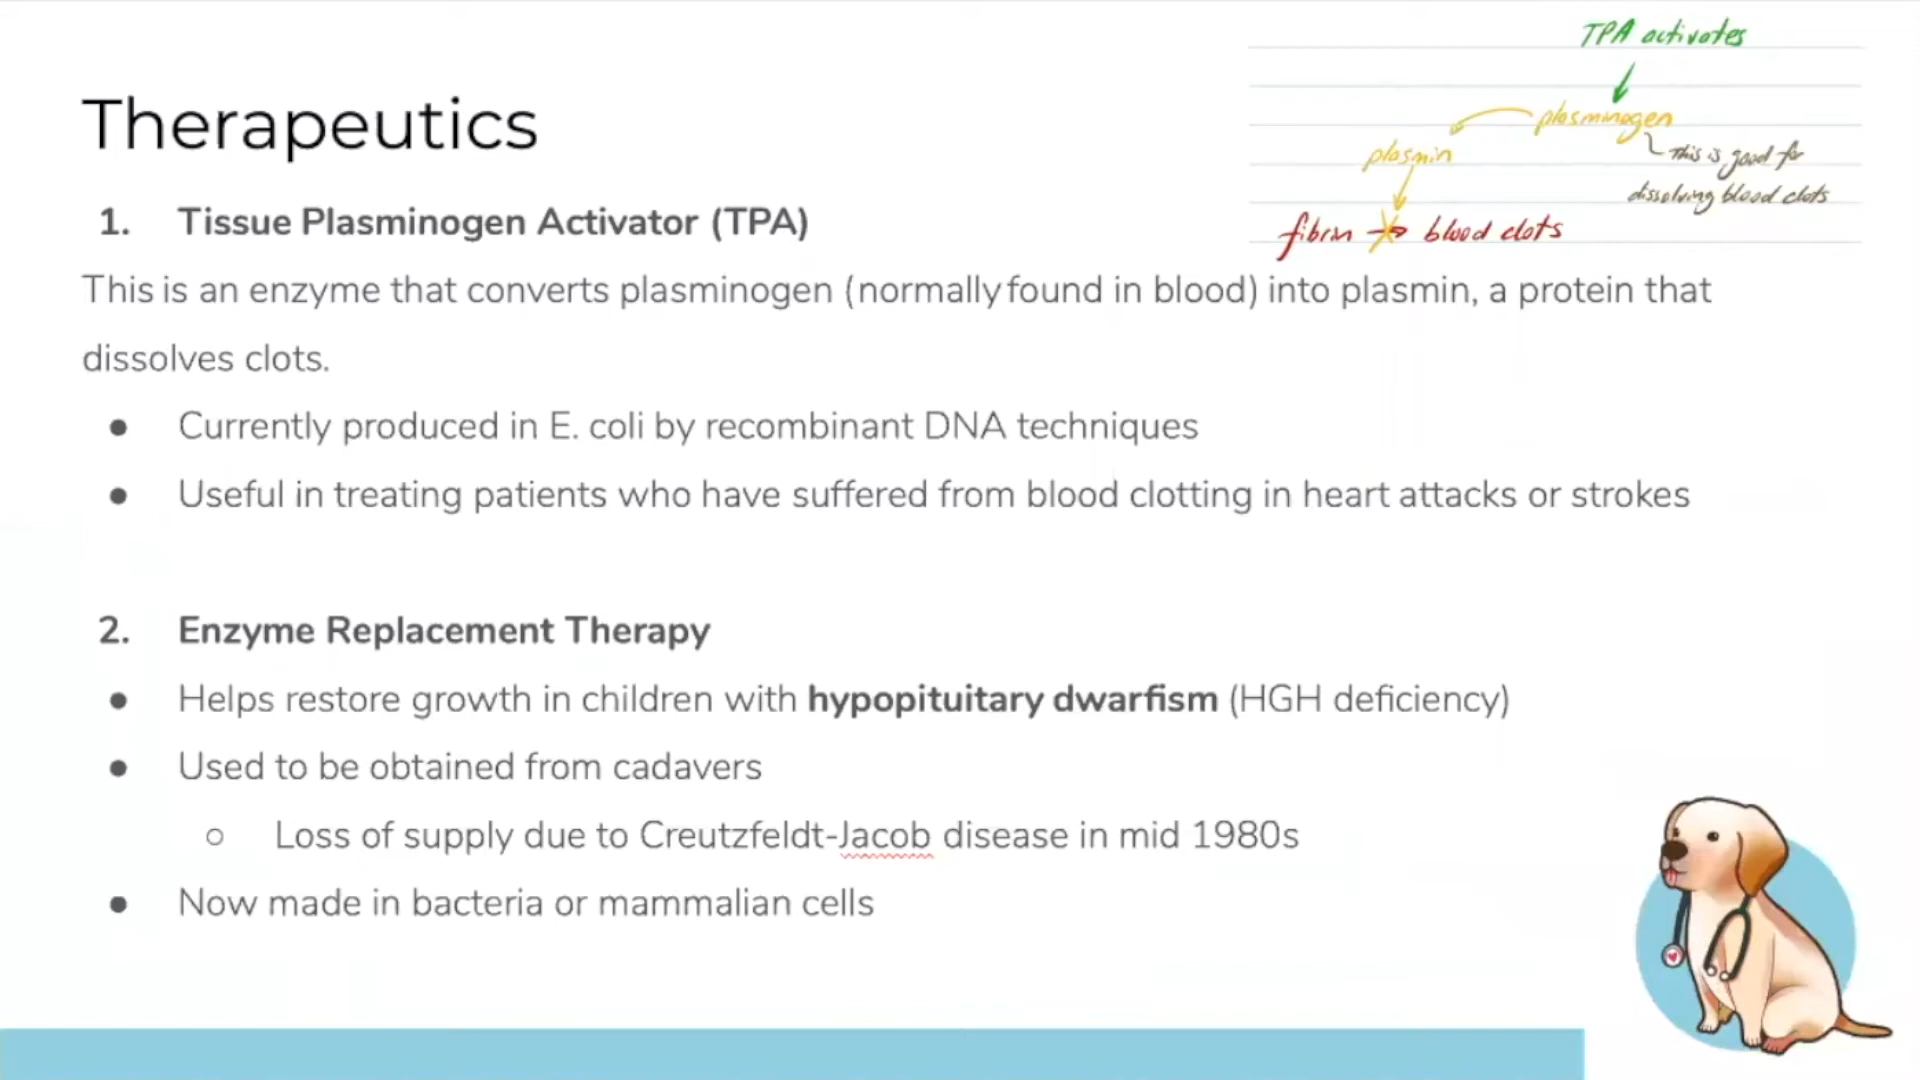 TPA activates
plasminogen
plasmin
This is good for
dissolving blood clots
fibrin → blood clots
Therapeutics
1. Tissue Plasminogen Activator (TPA)
This is an enzyme that converts plasminogen (normally found in blood) into plasmin, a protein that
dissolves clots.
● Currently produced in E. coli by recombinant DNA techniques
● Useful in treating patients who have suffered from blood clotting in heart attacks or strokes
2. Enzyme Replacement Therapy
● Helps restore growth in children with hypopituitary dwarfism (HGH deficiency)
● Used to be obtained from cadavers
○ Loss of supply due to Creutzfeldt-Jacob disease in mid 1980s
● Now made in bacteria or mammalian cells